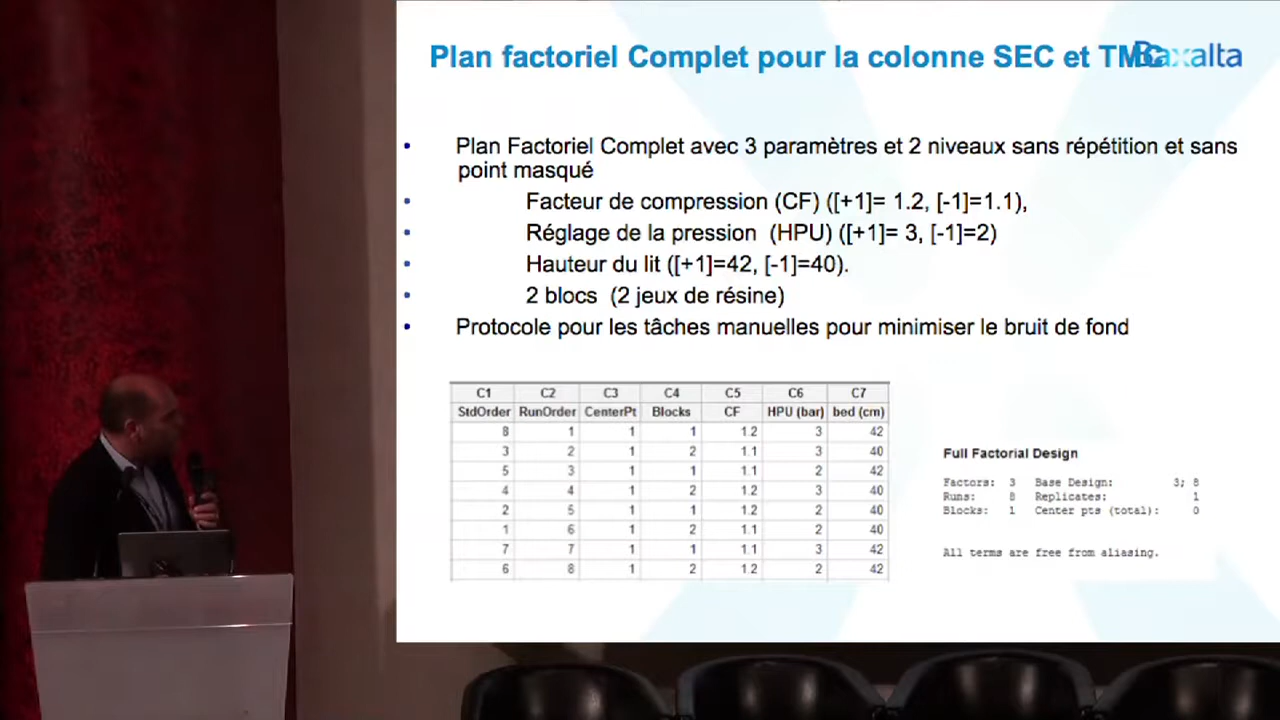 Plan factoriel Complet pour la colonne SEC et TMC
Baxalta
• Plan Factoriel Complet avec 3 paramètres et 2 niveaux sans répétition et sans
point masqué
• Facteur de compression (CF) ([+1]= 1.2, [-1]=1.1),
• Réglage de la pression (HPU) ([+1]= 3, [-1]=2)
• Hauteur du lit ([+1]=42, [-1]=40).
• 2 blocs (2 jeux de résine)
• Protocole pour les tâches manuelles pour minimiser le bruit de fond
C1 C2 C3 C4 C5 C6 C7
StdOrder RunOrder CenterPt Blocks CF HPU (bar) bed (cm)
8 1 1 1 1.2 3 42
3 2 1 2 1.1 3 40
5 3 1 1 1.1 2 42
4 4 1 2 1.2 3 40
2 5 1 1 1.2 2 40
1 6 1 2 1.1 2 40
7 7 1 1 1.1 3 42
6 8 1 2 1.2 2 42
Full Factorial Design
Factors: 3 Base Design: 3; 8
Runs: 8 Replicates: 1
Blocks: 1 Center pts (total): 0
All terms are free from aliasing.